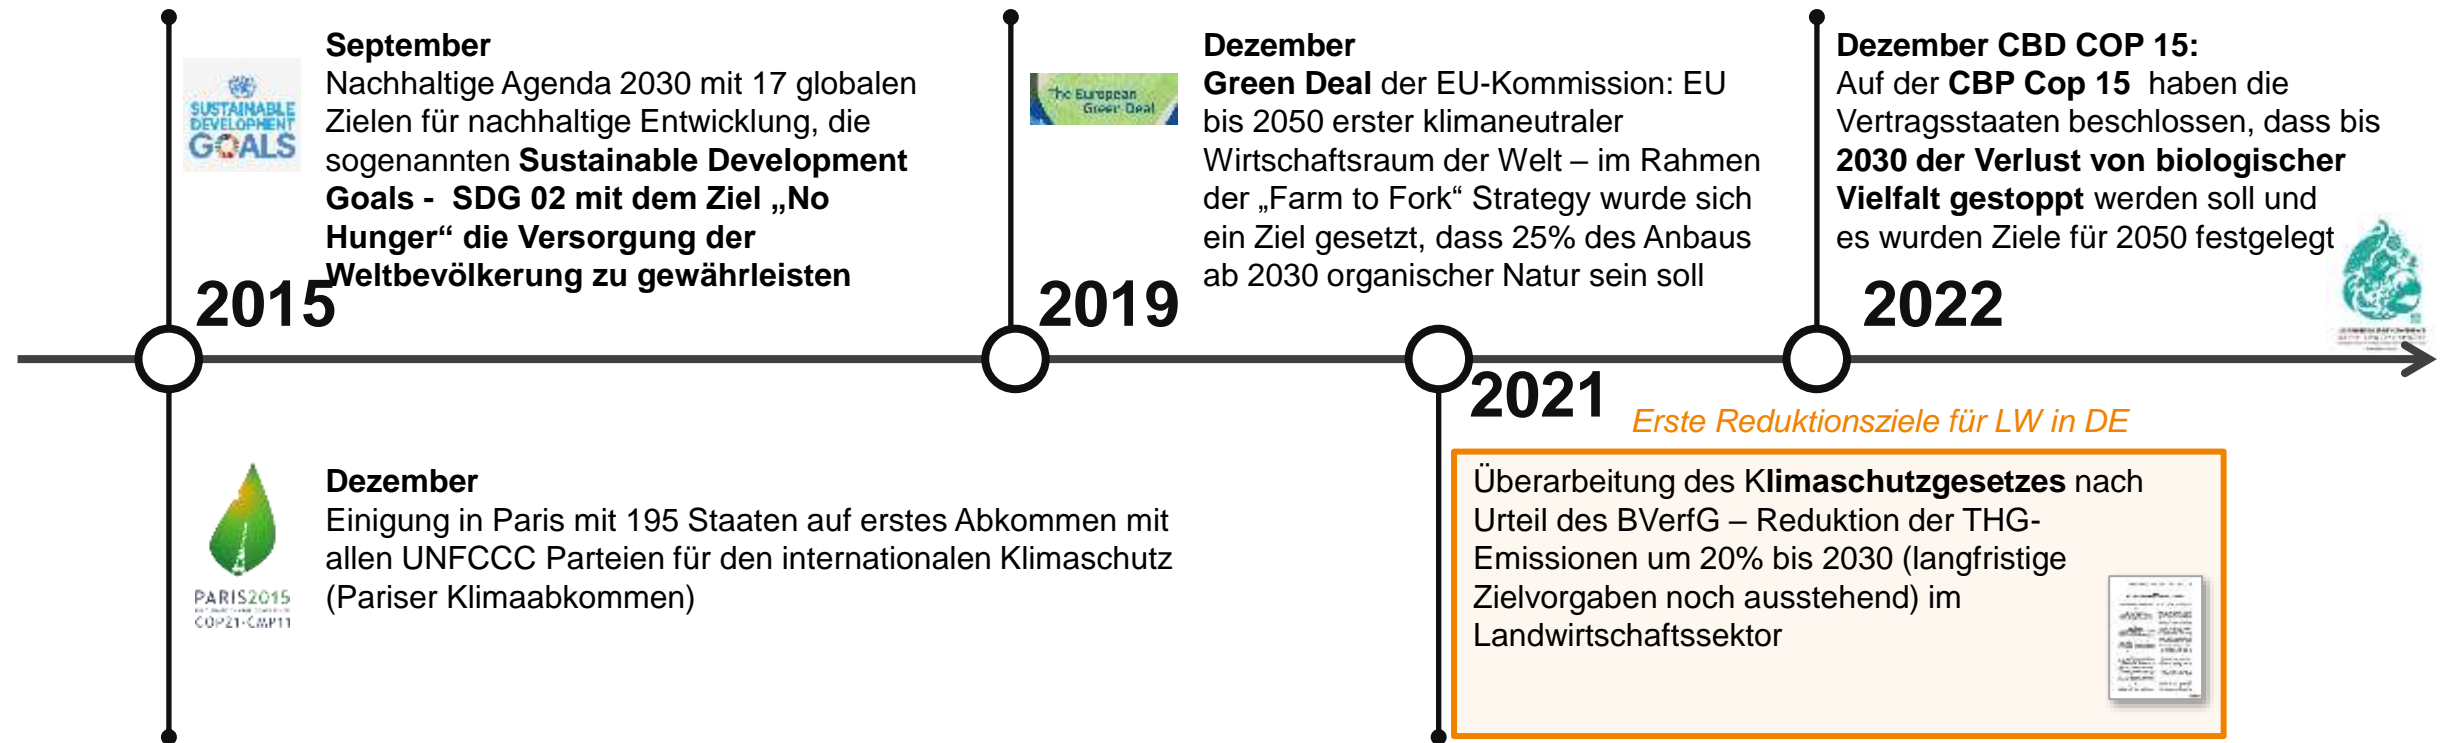 September
Nachhaltige Agenda 2030 mit 17 globalen
Zielen für nachhaltige Entwicklung, die
sogenannten Sustainable Development
Goals - SDG 02 mit dem Ziel „No
Hunger“ die Versorgung der
Weltbevölkerung zu gewährleisten
SUSTAINABLE
DEVELOPMENT
GOALS
2015
Dezember
Green Deal der EU-Kommission: EU
bis 2050 erster klimaneutraler
Wirtschaftsraum der Welt – im Rahmen
der „Farm to Fork“ Strategy wurde sich
ein Ziel gesetzt, dass 25% des Anbaus
ab 2030 organischer Natur sein soll
The European
Green Deal
2019
Dezember CBD COP 15:
Auf der CBP Cop 15 haben die
Vertragsstaaten beschlossen, dass bis
2030 der Verlust von biologischer
Vielfalt gestoppt werden soll und
es wurden Ziele für 2050 festgelegt
2022
2021
Erste Reduktionsziele für LW in DE
Dezember
Einigung in Paris mit 195 Staaten auf erstes Abkommen mit
allen UNFCCC Parteien für den internationalen Klimaschutz
(Pariser Klimaabkommen)
PARIS2015
COP21-CMP11
Überarbeitung des Klimaschutzgesetzes nach
Urteil des BVerfG – Reduktion der THG-
Emissionen um 20% bis 2030 (langfristige
Zielvorgaben noch ausstehend) im
Landwirtschaftssektor